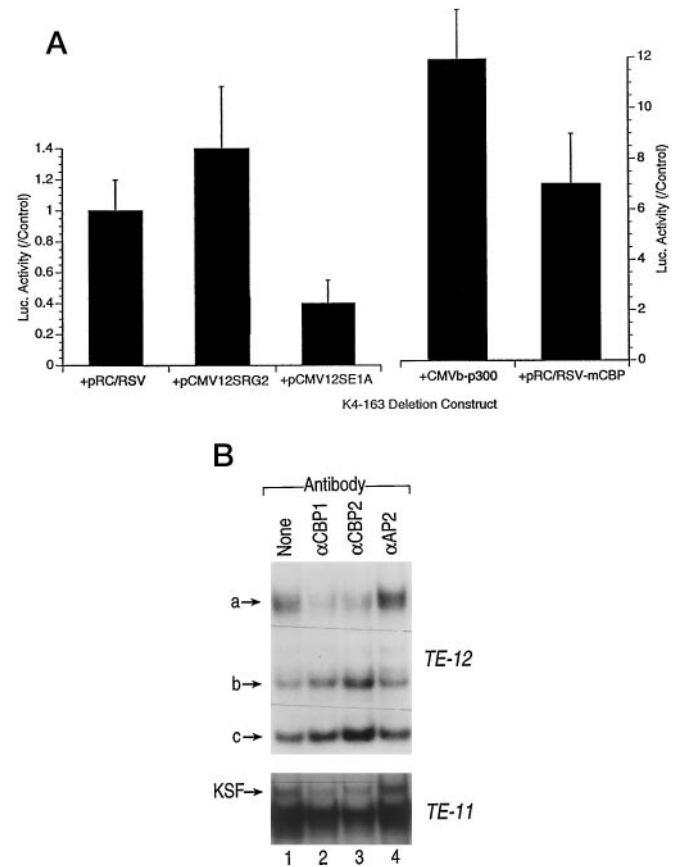 A
Luc. Activity (/Control)
1.4
1.2
1
0.8
0.6
0.4
0.2
0
+pRC/RSV
+pCMV12SRG2
+pCMV12SE1A
12
10
8
6
4
2
0
Luc. Activity (/Control)
+CMVb-p300
+pRC/RSV-mCBP
K4-163 Deletion Construct
B
Antibody
None
αCBP1
αCBP2
αAP2
a
b
c
TE-12
KSF
TE-11
1 2 3 4